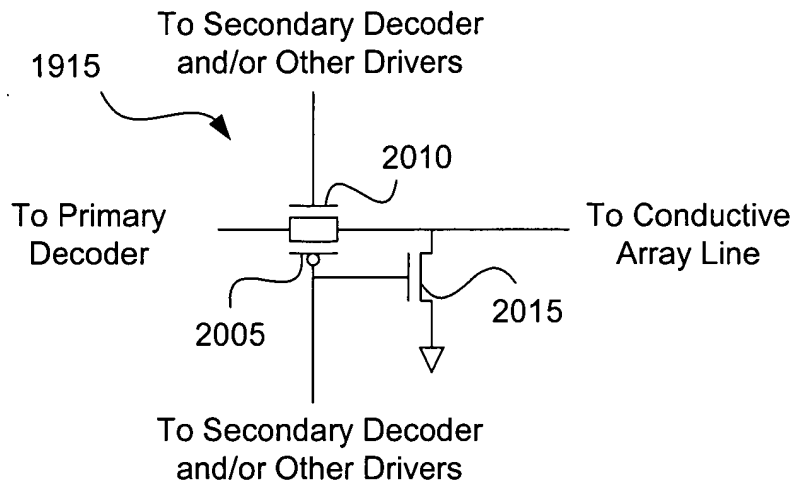 To Secondary Decoder
and/or Other Drivers
1915
2010
To Primary
Decoder
To Conductive
Array Line
2005
2015
To Secondary Decoder
and/or Other Drivers